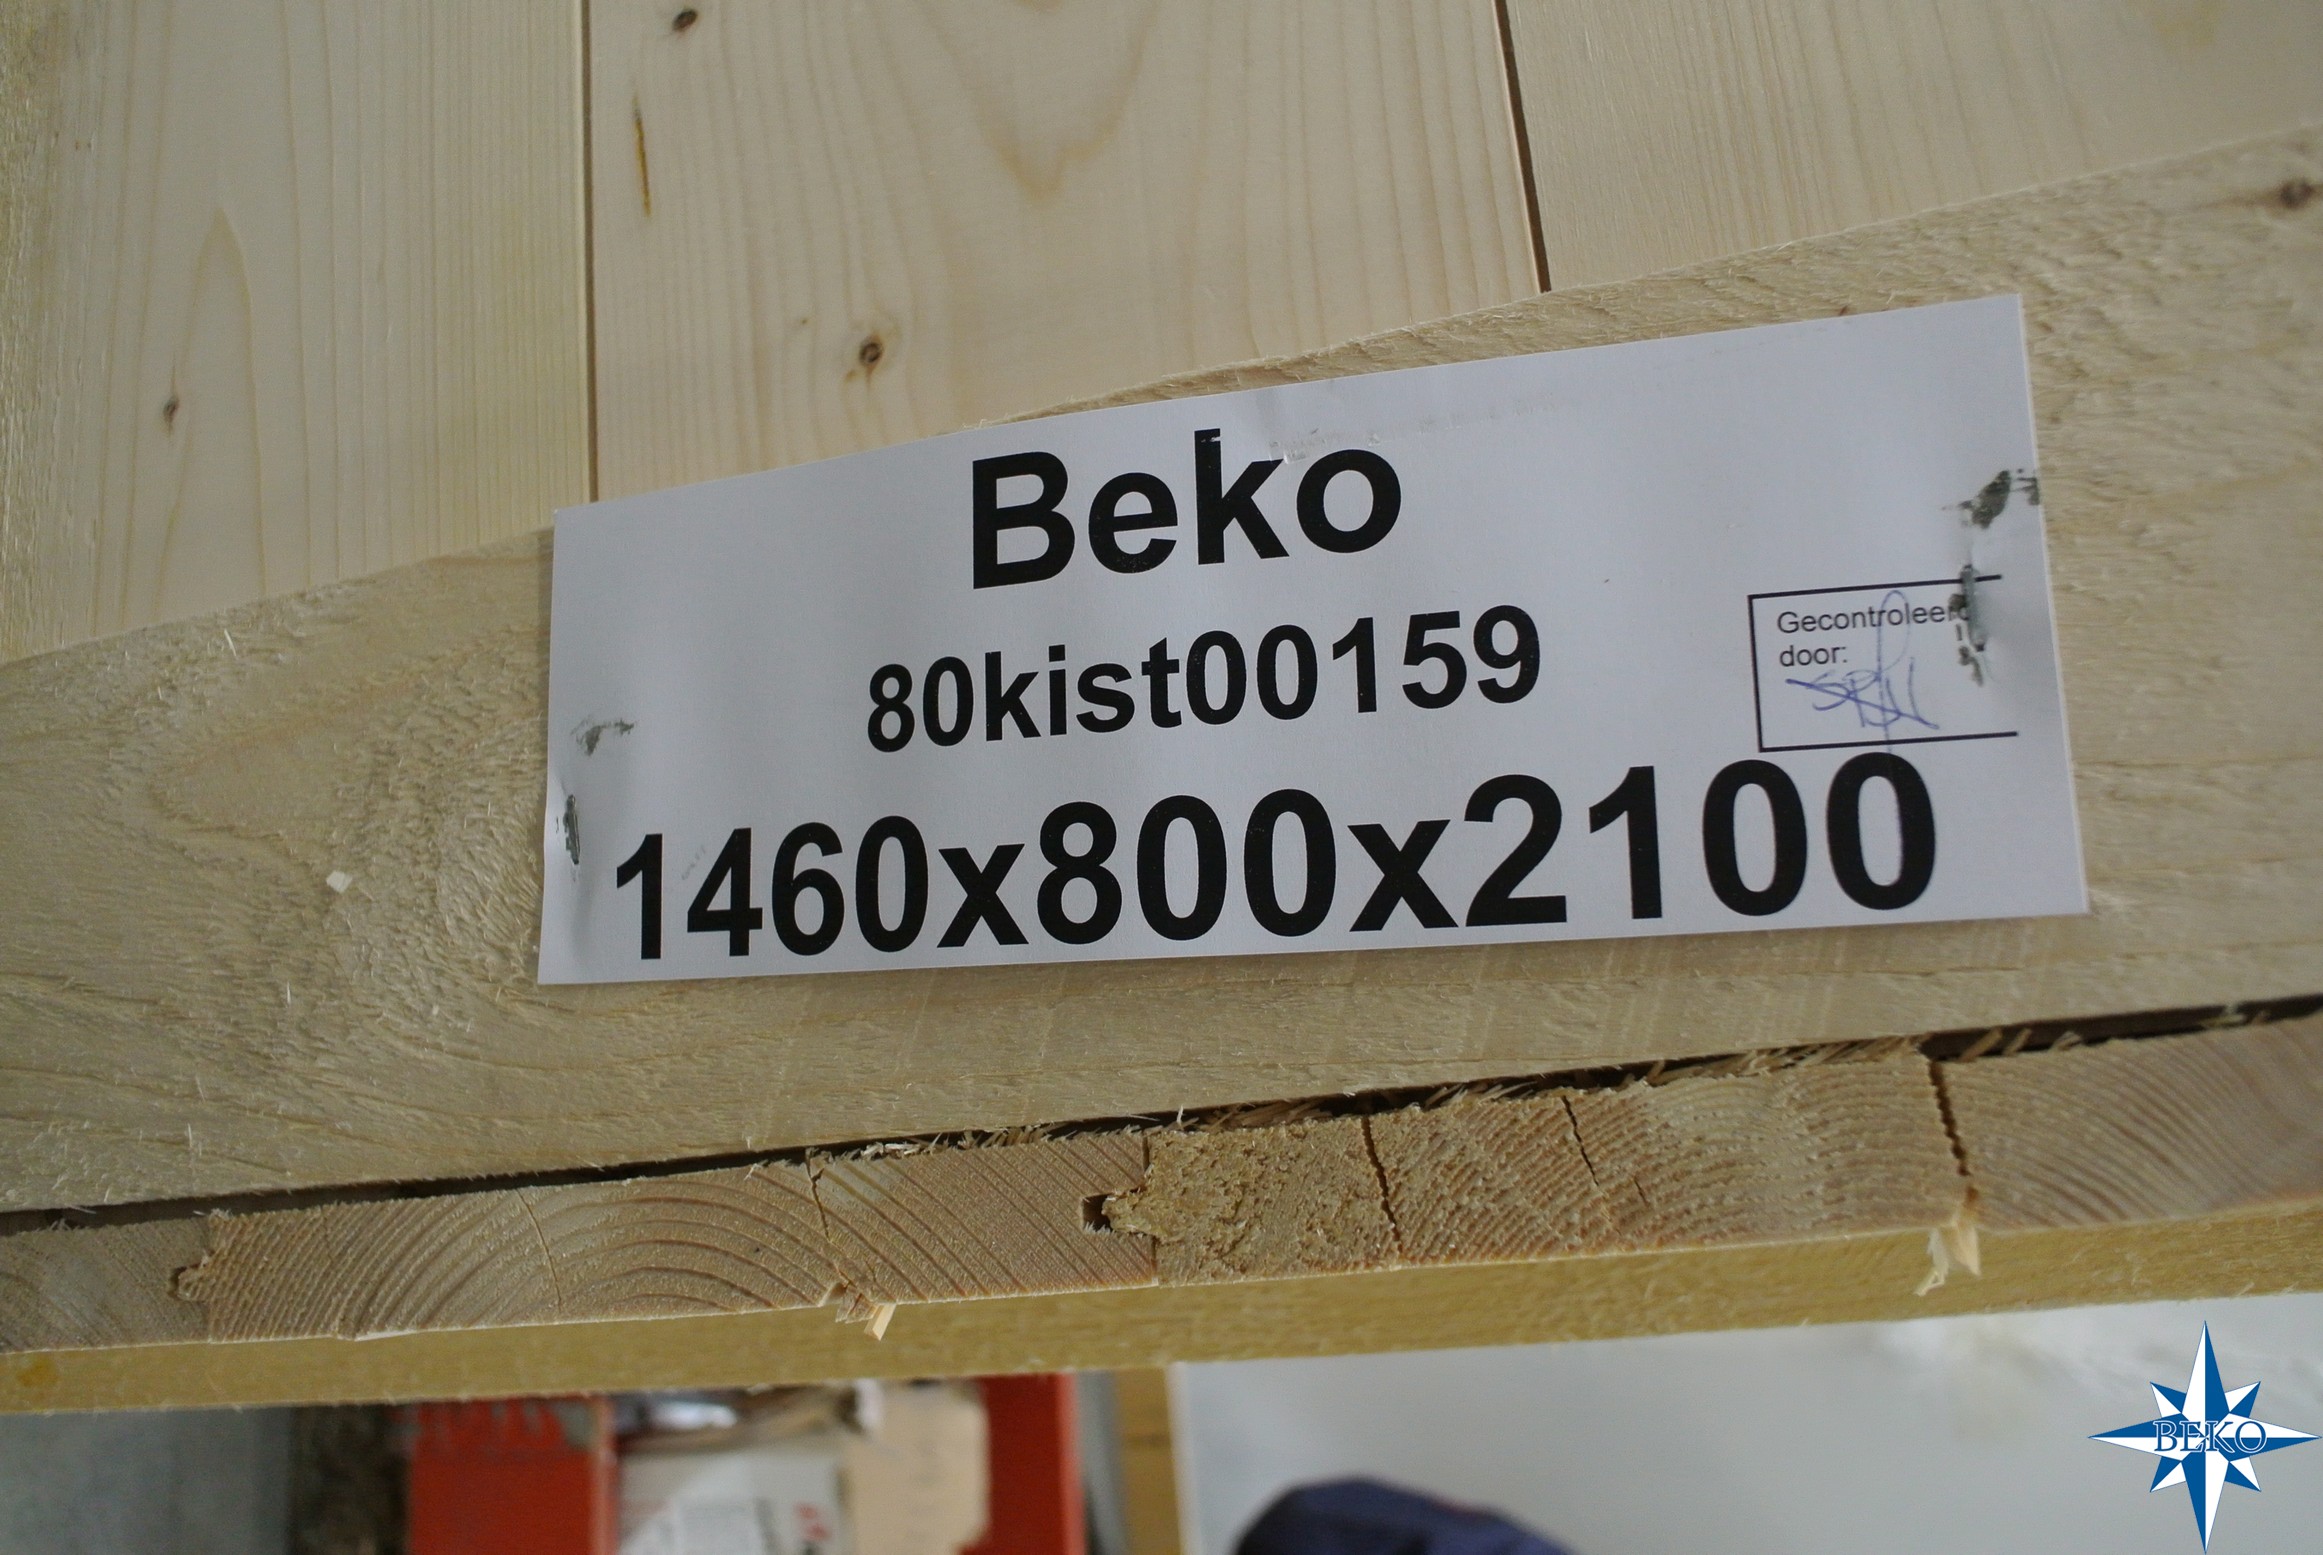 Beko
80kist00159
Gecontroleerd
door:
1460x800x2100
BEKO